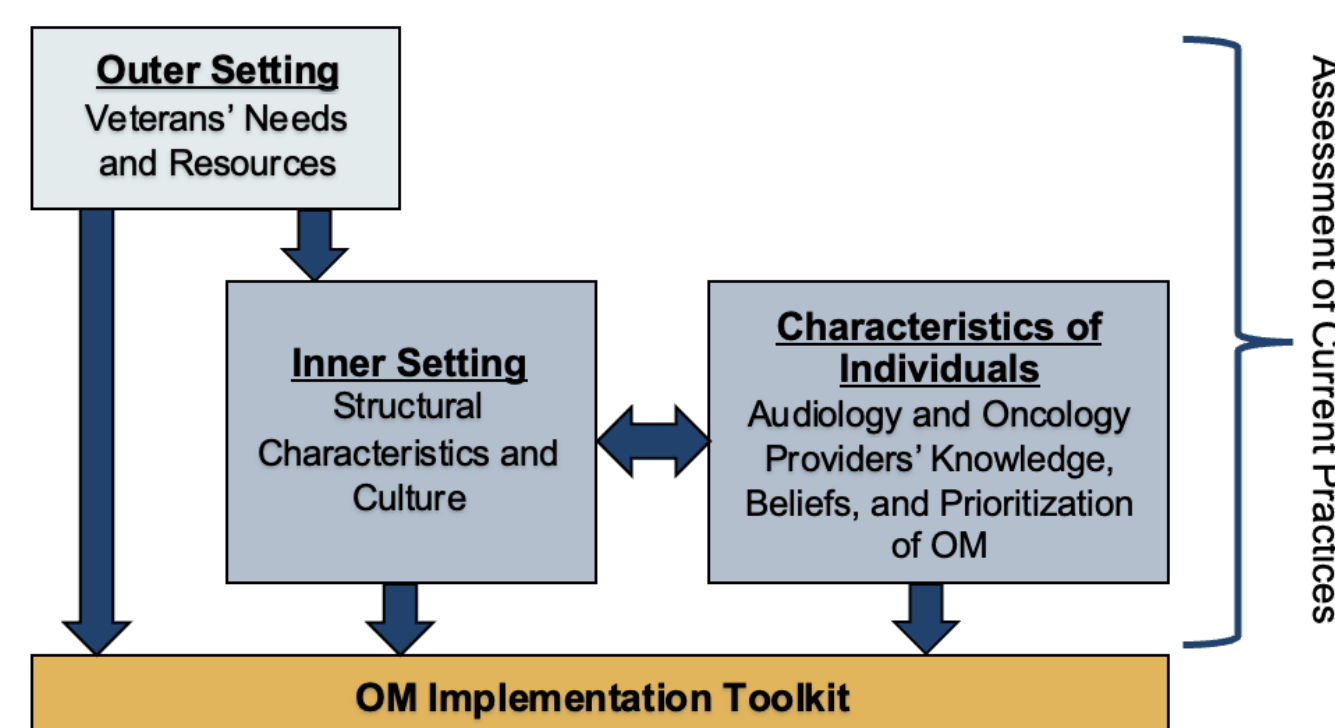 Outer Setting
Veterans’ Needs
and Resources
Inner Setting
Structural
Characteristics and
Culture
Characteristics of
Individuals
Audiology and Oncology
Providers’ Knowledge,
Beliefs, and Prioritization
of OM
Assessment of Current Practices
OM Implementation Toolkit